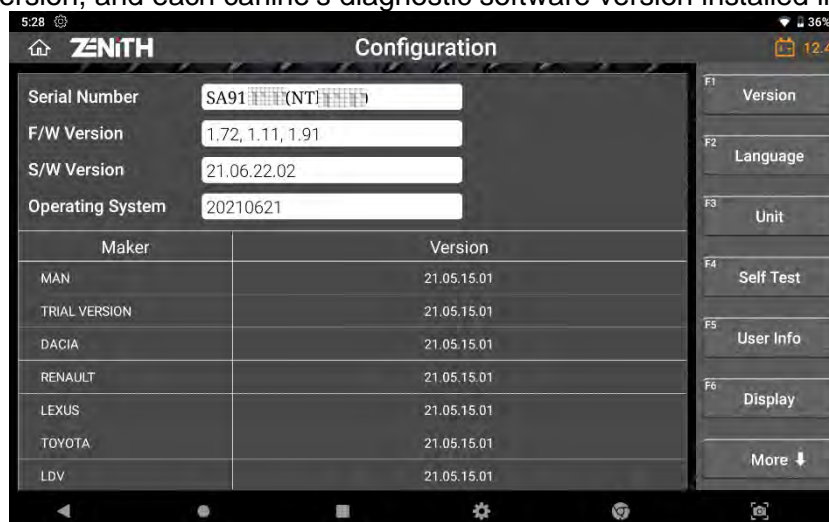 ersion, and each canine's diagnostic software version installed i
5:28 36%
ZENITH Configuration 12.4
Serial Number SA91 (NT
F/W Version 1.72, 1.11, 1.91
S/W Version 21.06.22.02
Operating System 20210621
Maker Version
MAN 21.05.15.01
TRIAL VERSION 21.05.15.01
DACIA 21.05.15.01
RENAULT 21.05.15.01
LEXUS 21.05.15.01
TOYOTA 21.05.15.01
LDV 21.05.15.01
F1 Version
F2 Language
F3 Unit
F4 Self Test
F5 User Info
F6 Display
More